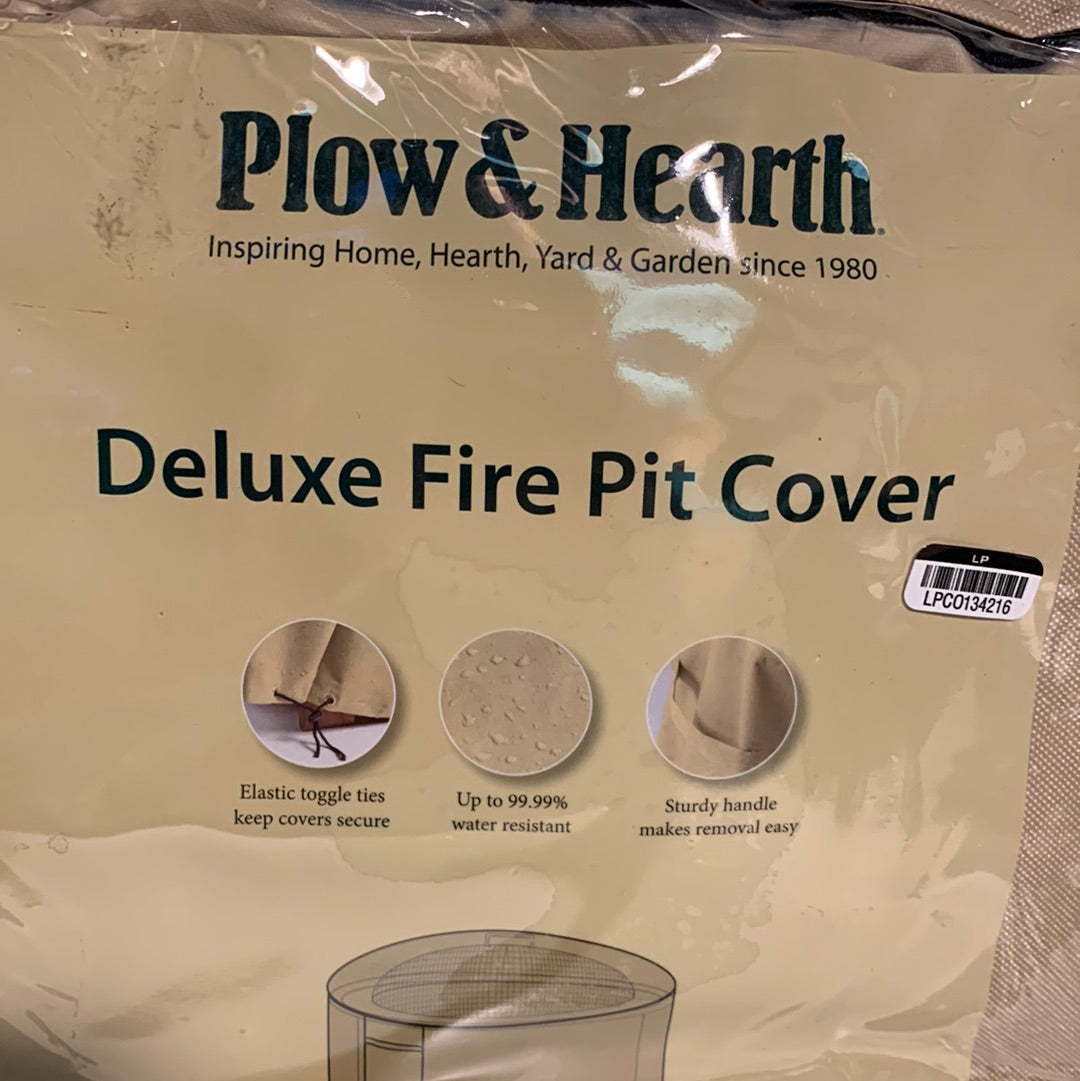 Plow & Hearth®
Inspiring Home, Hearth, Yard & Garden since 1980
Deluxe Fire Pit Cover
LP
LPCO134216
Elastic toggle ties
keep covers secure
Up to 99.99%
water resistant
Sturdy handle
makes removal easy